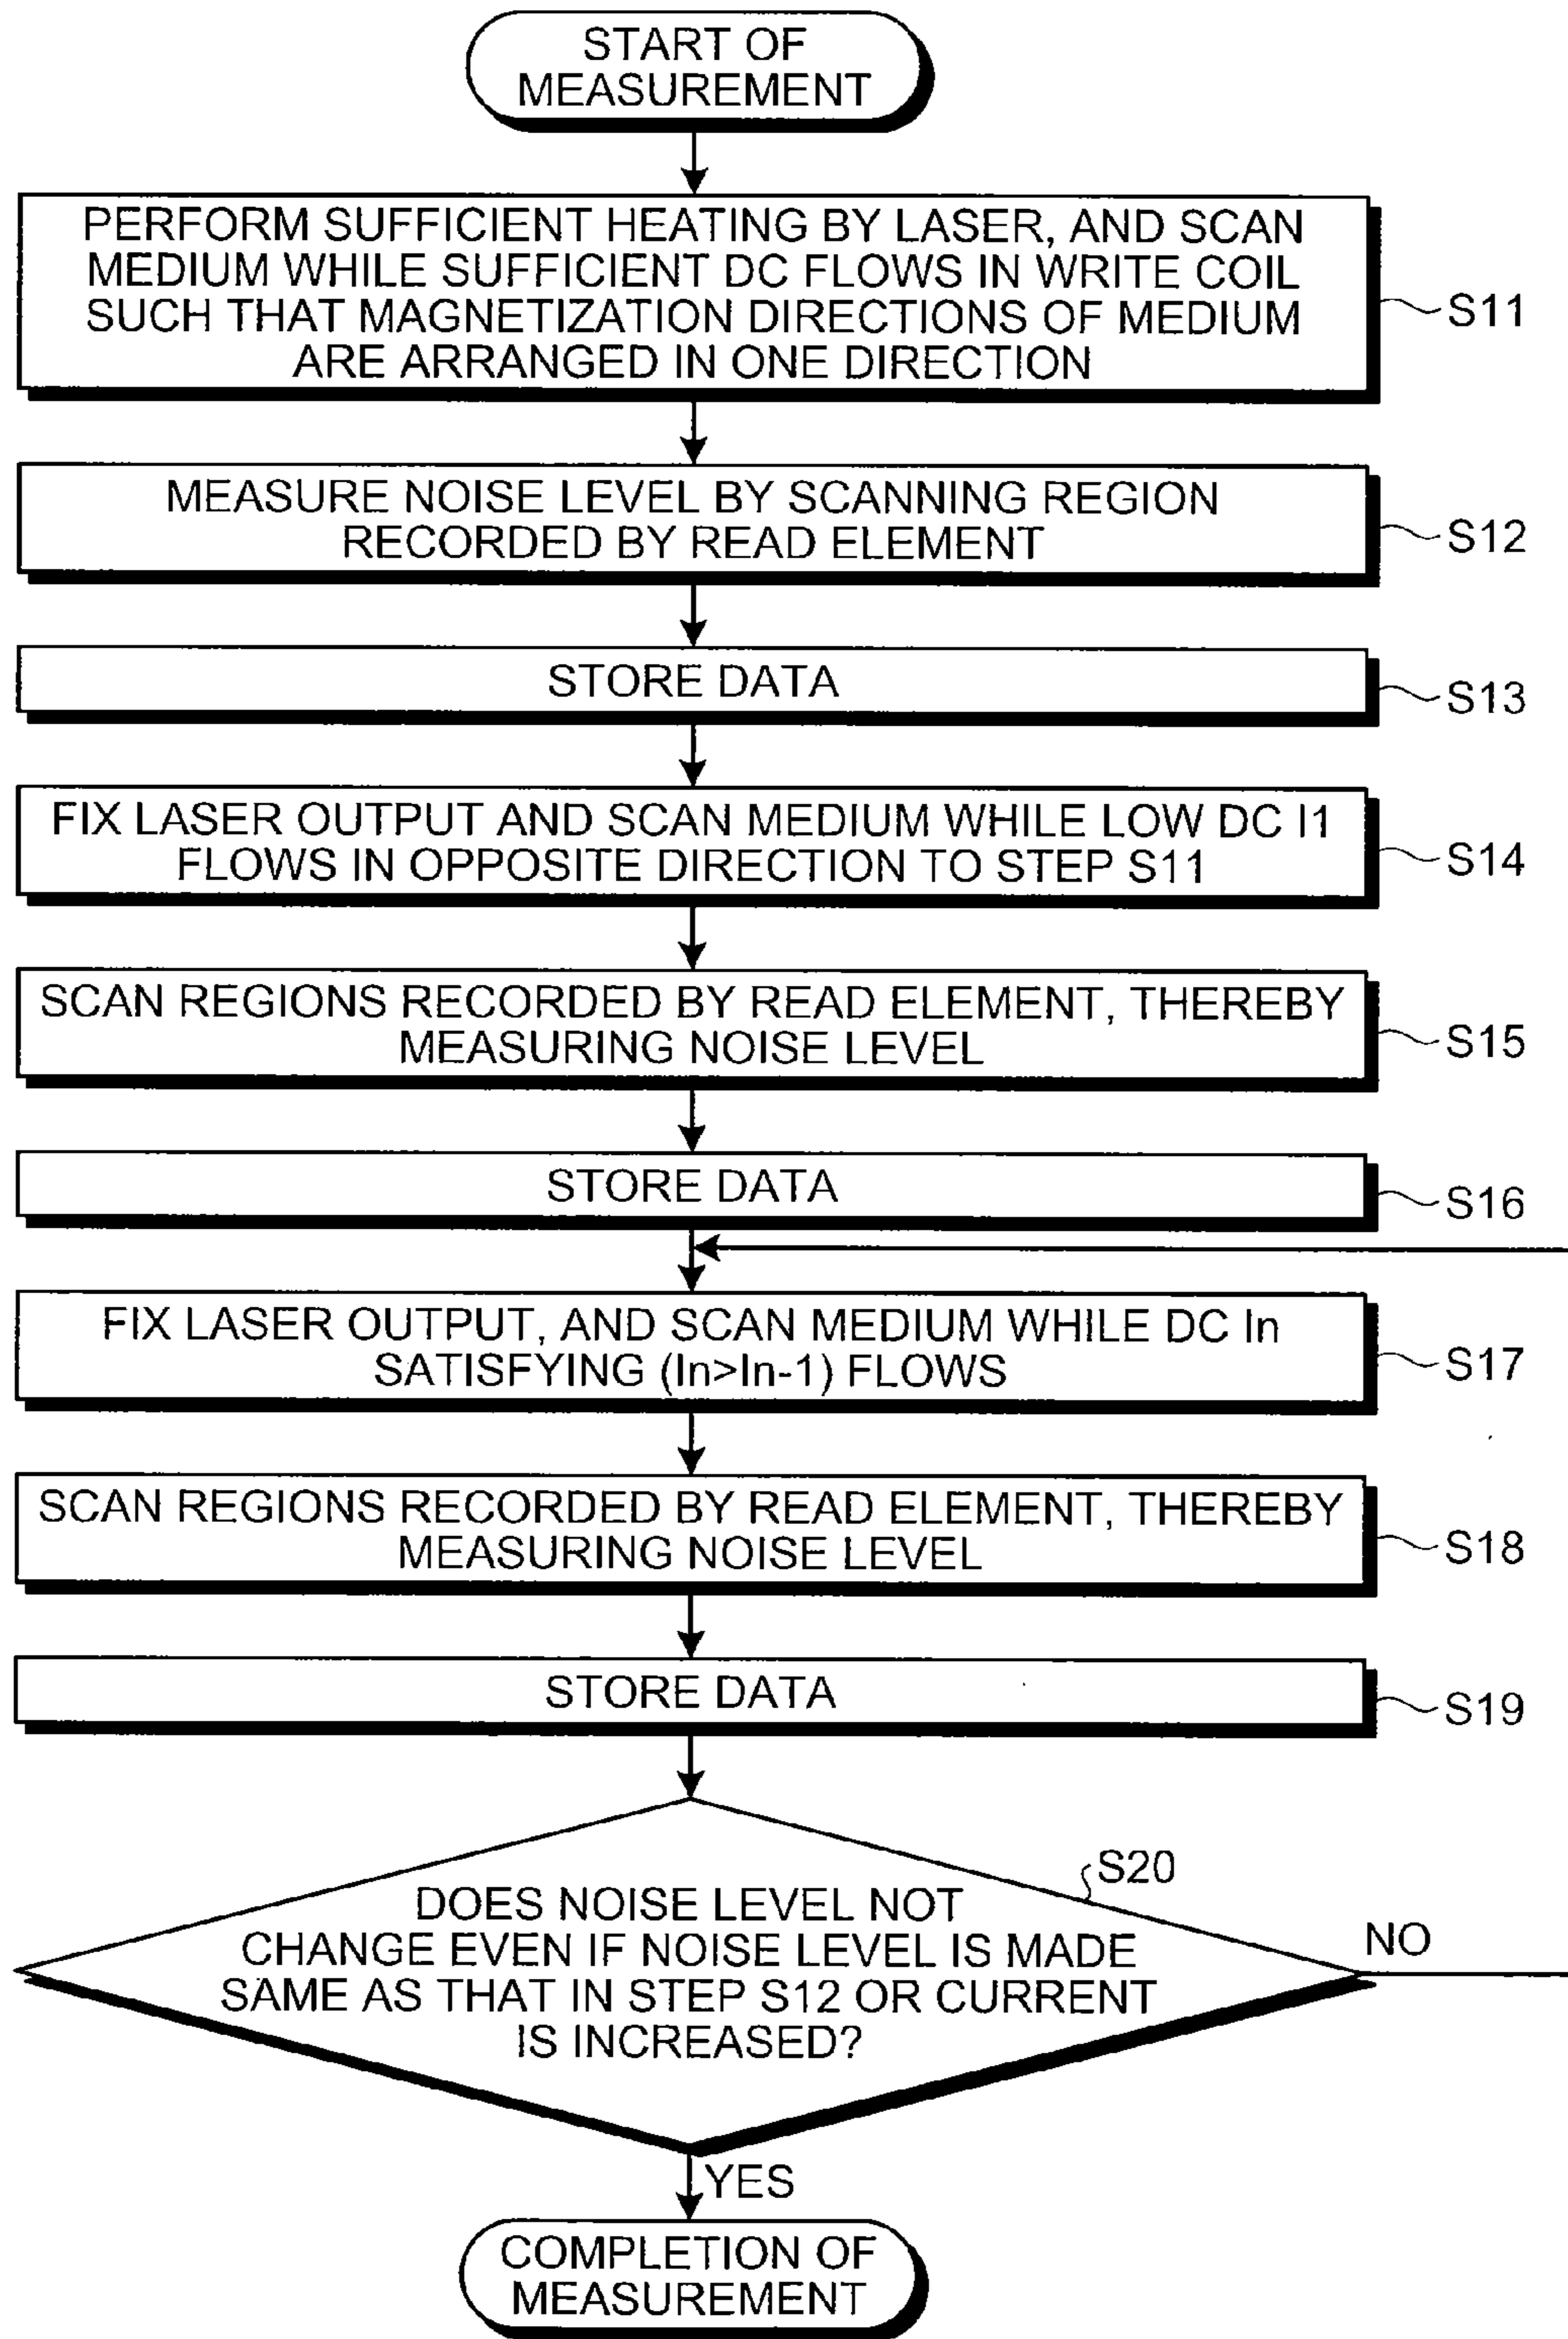 START OF
MEASUREMENT
PERFORM SUFFICIENT HEATING BY LASER, AND SCAN
MEDIUM WHILE SUFFICIENT DC FLOWS IN WRITE COIL
SUCH THAT MAGNETIZATION DIRECTIONS OF MEDIUM
ARE ARRANGED IN ONE DIRECTION
S11
MEASURE NOISE LEVEL BY SCANNING REGION
RECORDED BY READ ELEMENT
S12
STORE DATA
S13
FIX LASER OUTPUT AND SCAN MEDIUM WHILE LOW DC I1
FLOWS IN OPPOSITE DIRECTION TO STEP S11
S14
SCAN REGIONS RECORDED BY READ ELEMENT, THEREBY
MEASURING NOISE LEVEL
S15
STORE DATA
S16
FIX LASER OUTPUT, AND SCAN MEDIUM WHILE DC In
SATISFYING (In>In-1) FLOWS
S17
SCAN REGIONS RECORDED BY READ ELEMENT, THEREBY
MEASURING NOISE LEVEL
S18
STORE DATA
S19
S20
DOES NOISE LEVEL NOT
CHANGE EVEN IF NOISE LEVEL IS MADE
SAME AS THAT IN STEP S12 OR CURRENT
IS INCREASED?
NO
YES
COMPLETION OF
MEASUREMENT